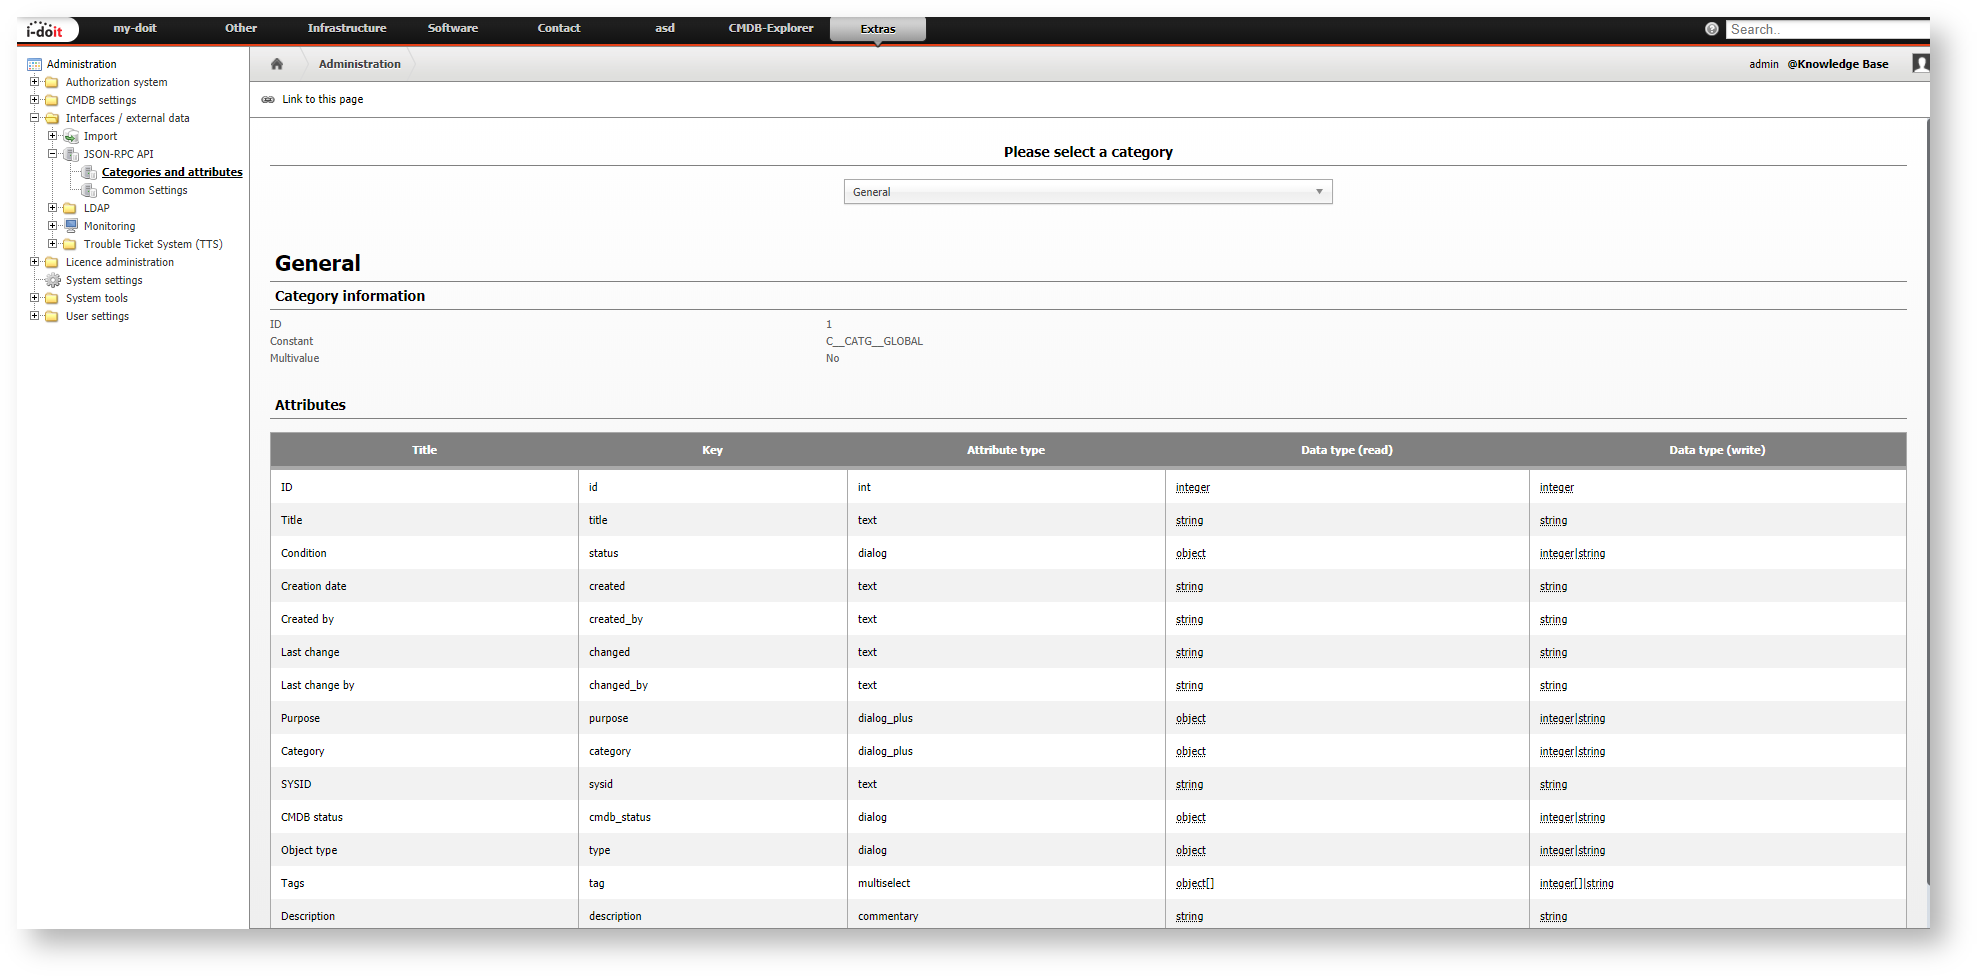 i-doit my-doit Other Infrastructure Software Contact asd CMDB-Explorer Extras Search..
Administration
Authorization system
CMDB settings
Interfaces / external data
Import
JSON-RPC API
Categories and attributes
Common Settings
LDAP
Monitoring
Trouble Ticket System (TTS)
Licence administration
System settings
System tools
User settings
Administration admin @Knowledge Base
Link to this page
Please select a category
General
General
Category information
ID 1
Constant C__CATG__GLOBAL
Multivalue No
Attributes
Title Key Attribute type Data type (read) Data type (write)
ID id int integer integer
Title title text string string
Condition status dialog object integer|string
Creation date created text string string
Created by created_by text string string
Last change changed text string string
Last change by changed_by text string string
Purpose purpose dialog_plus object integer|string
Category category dialog_plus object integer|string
SYSID sysid text string string
CMDB status cmdb_status dialog object integer|string
Object type type dialog object integer|string
Tags tag multiselect object[] integer[]|string
Description description commentary string string